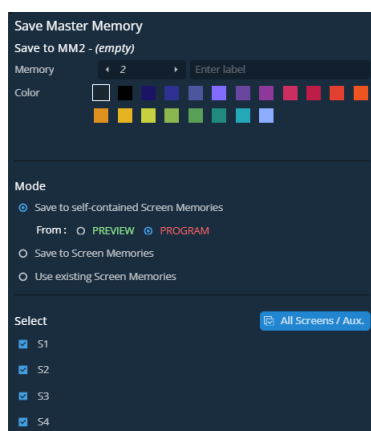 Save Master Memory
Save to MM2 - (empty)
Memory 2 Enter label
Color
Mode
Save to self-contained Screen Memories
From : PREVIEW PROGRAM
Save to Screen Memories
Use existing Screen Memories
Select All Screens / Aux.
S1
S2
S3
S4